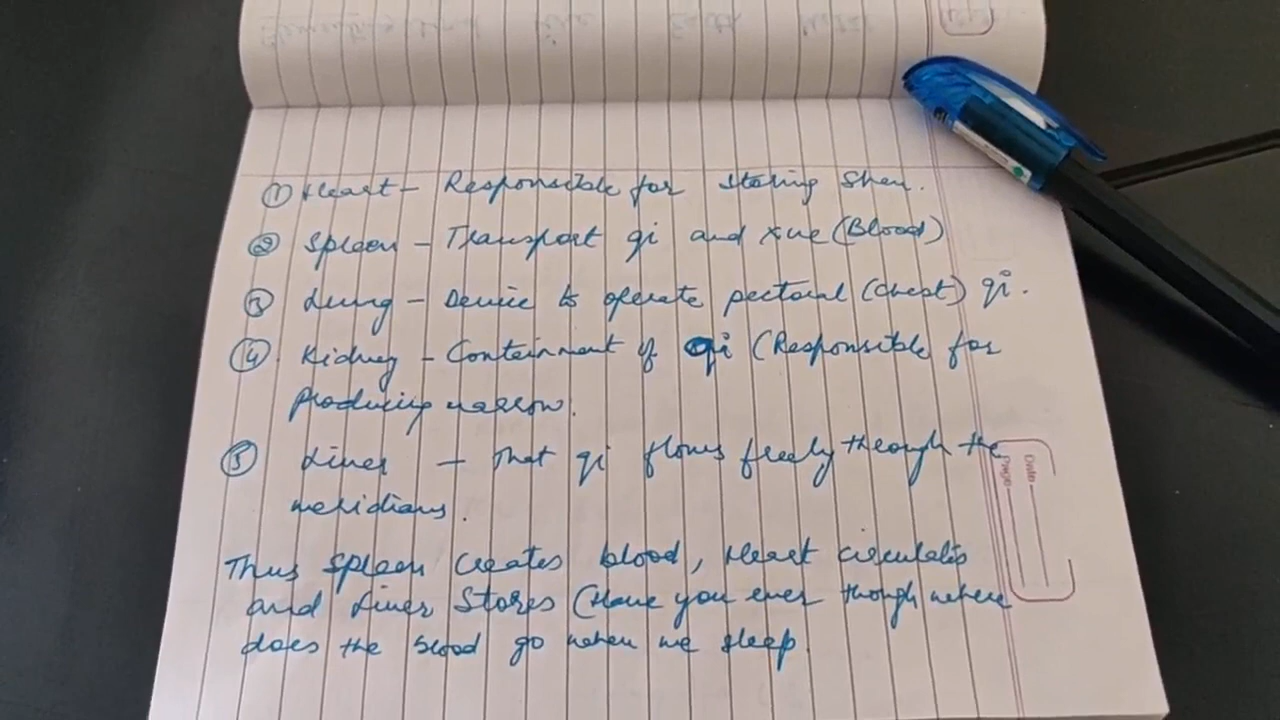 ① Heart - Responsible for storing Shen.
② Spleen - Transport qi and xue (Blood)
③ Lung - Device to operate pectoral (chest) qi.
④ Kidney - Containment of qi (Responsible for
producing marrow.
⑤ Liver - That qi flows freely through the
meridians.
Thus spleen creates blood, Heart circulates
and Liver Stores (Have you ever though where
does the blood go when we sleep
Date
Page